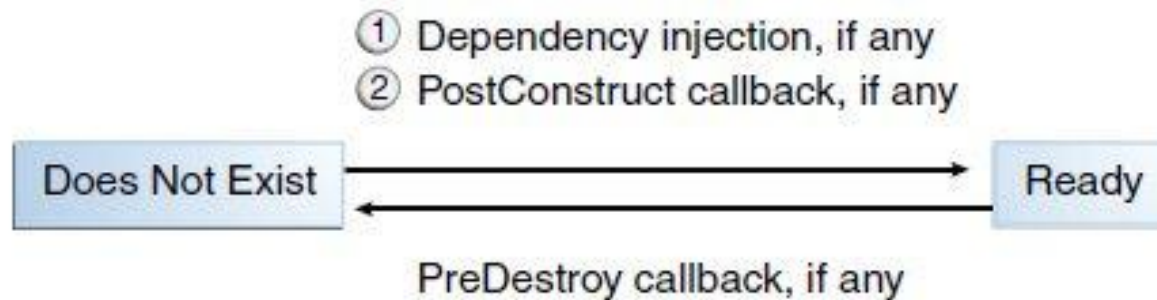 1 Dependency injection, if any
2 PostConstruct callback, if any
Does Not Exist
Ready
PreDestroy callback, if any